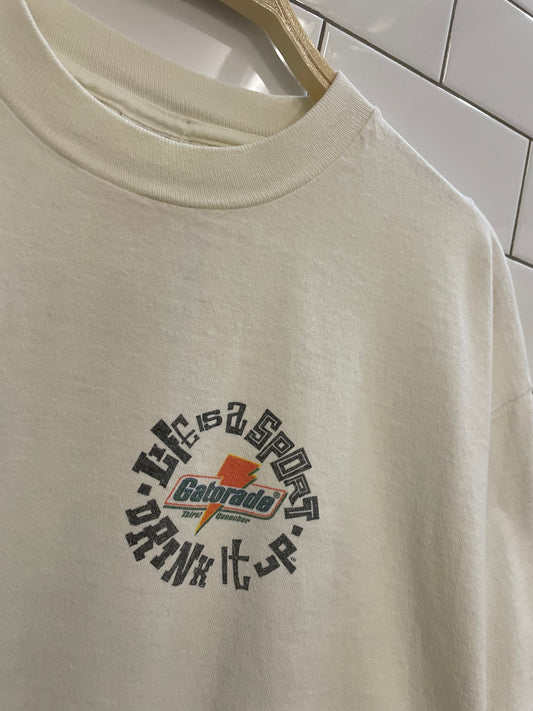 LiFE IS A SPORT
Gatorade®
Thirst Quencher
DRINK It UP